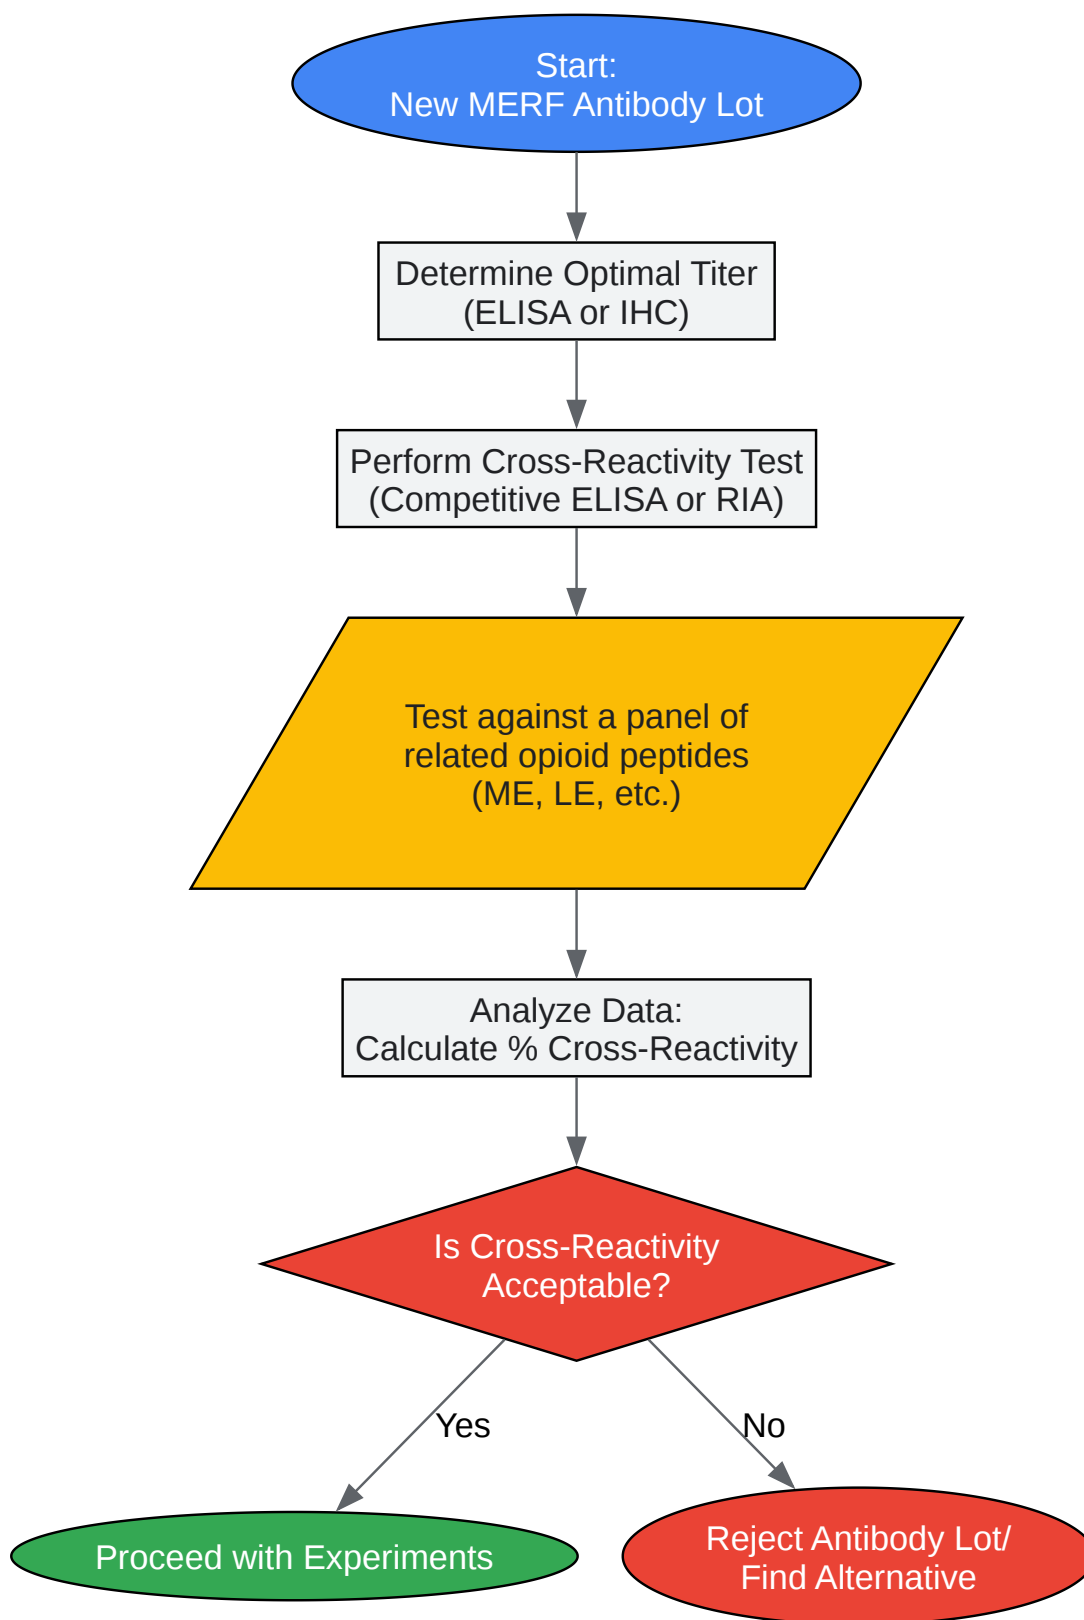 Start:
New MERF Antibody Lot
Determine Optimal Titer
(ELISA or IHC)
Perform Cross-Reactivity Test
(Competitive ELISA or RIA)
Test against a panel of
related opioid peptides
(ME, LE, etc.)
Analyze Data:
Calculate % Cross-Reactivity
Is Cross-Reactivity
Acceptable?
Yes
No
Proceed with Experiments
Reject Antibody Lot/
Find Alternative